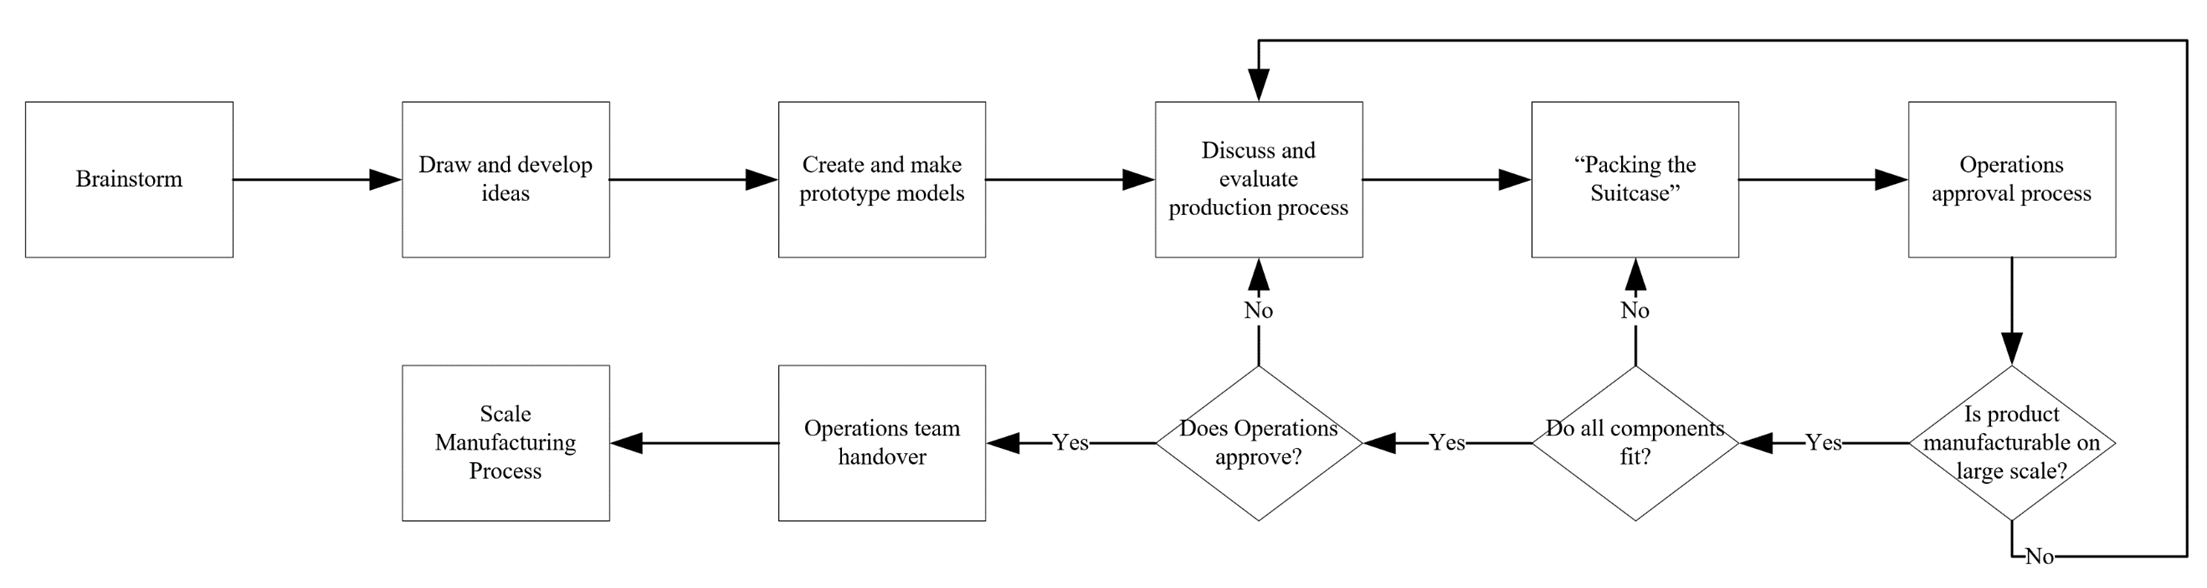 Brainstorm
Draw and develop
ideas
Create and make
prototype models
Discuss and
evaluate
production process
“Packing the
Suitcase”
Operations
approval process
No
No
Scale
Manufacturing
Process
Operations team
handover
Yes
Does Operations
approve?
Yes
Do all components
fit?
Yes
Is product
manufacturable on
large scale?
No